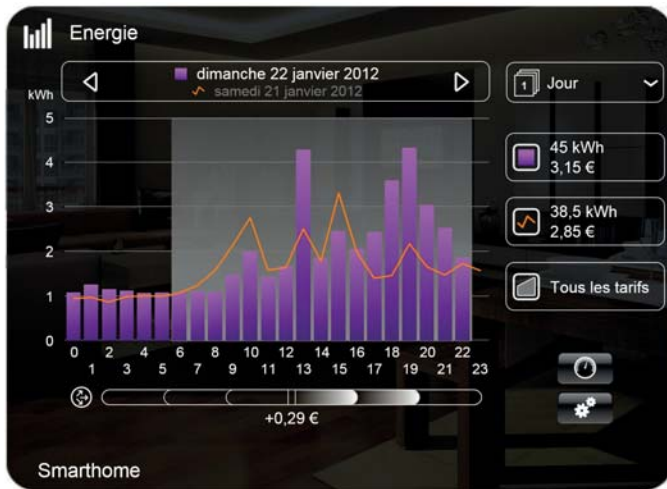 Energie
dimanche 22 janvier 2012
samedi 21 janvier 2012
1 Jour
kWh
5
4
3
2
1
0
45 kWh
3,15 €
38,5 kWh
2,85 €
Tous les tarifs
0 2 4 6 8 10 12 14 16 18 20 22
1 3 5 7 9 11 13 15 17 19 21 23
+0,29 €
Smarthome